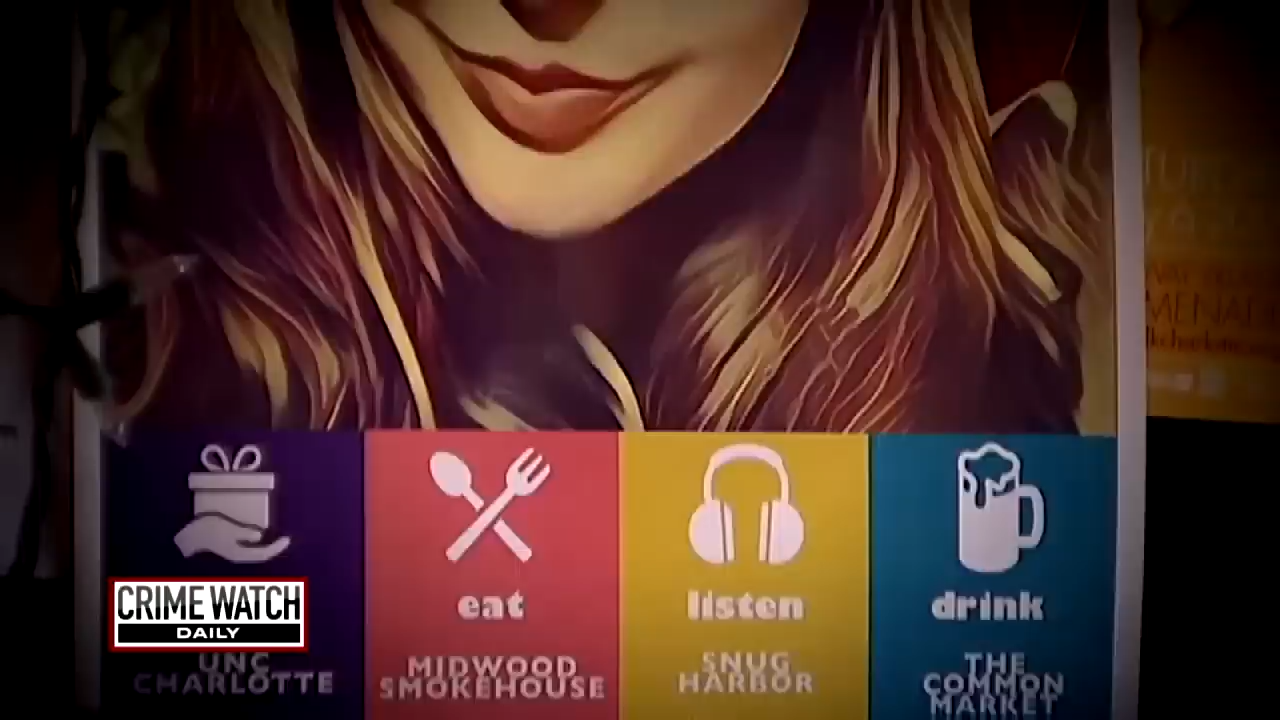 CRIME WATCH
DAILY
UNC
CHARLOTTE
eat
MIDWOOD
SMOKEHOUSE
listen
SNUG
HARBOR
drink
THE
COMMON
MARKET